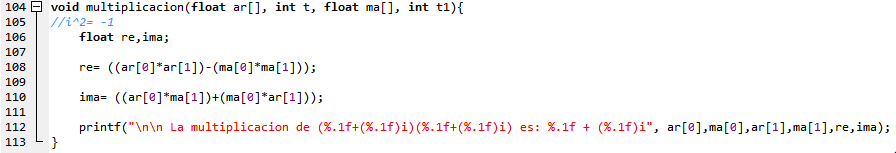 104 void multiplicacion(float ar[], int t, float ma[], int t1){
105 //i^2= -1
106 float re,ima;
107
108 re= ((ar[0]*ar[1])-(ma[0]*ma[1]));
109
110 ima= ((ar[0]*ma[1])+(ma[0]*ar[1]));
111
112 printf("\n\n La multiplicacion de (%.1f+(%.1f)i)(%.1f+(%.1f)i) es: %.1f + (%.1f)i", ar[0],ma[0],ar[1],ma[1],re,ima);
113 }